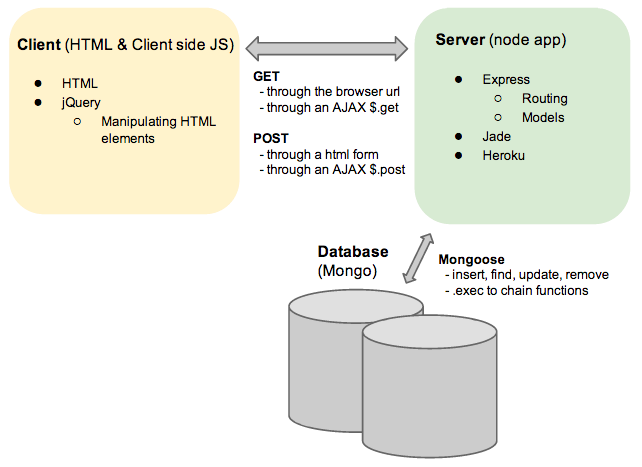 Client (HTML & Client side JS)
● HTML
● jQuery
○ Manipulating HTML
elements
GET
- through the browser url
- through an AJAX $.get
POST
- through a html form
- through an AJAX $.post
Server (node app)
● Express
○ Routing
○ Models
● Jade
● Heroku
Database
(Mongo)
Mongoose
- insert, find, update, remove
- .exec to chain functions